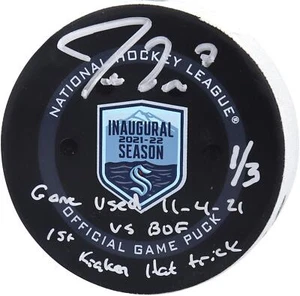 NATIONAL HOCKEY LEAGUE
®
INAUGURAL
2021-22
SEASON
1/3
Game Used 11-4-21
vs BUF
1st Kraken Hat trick
OFFICIAL GAME PUCK